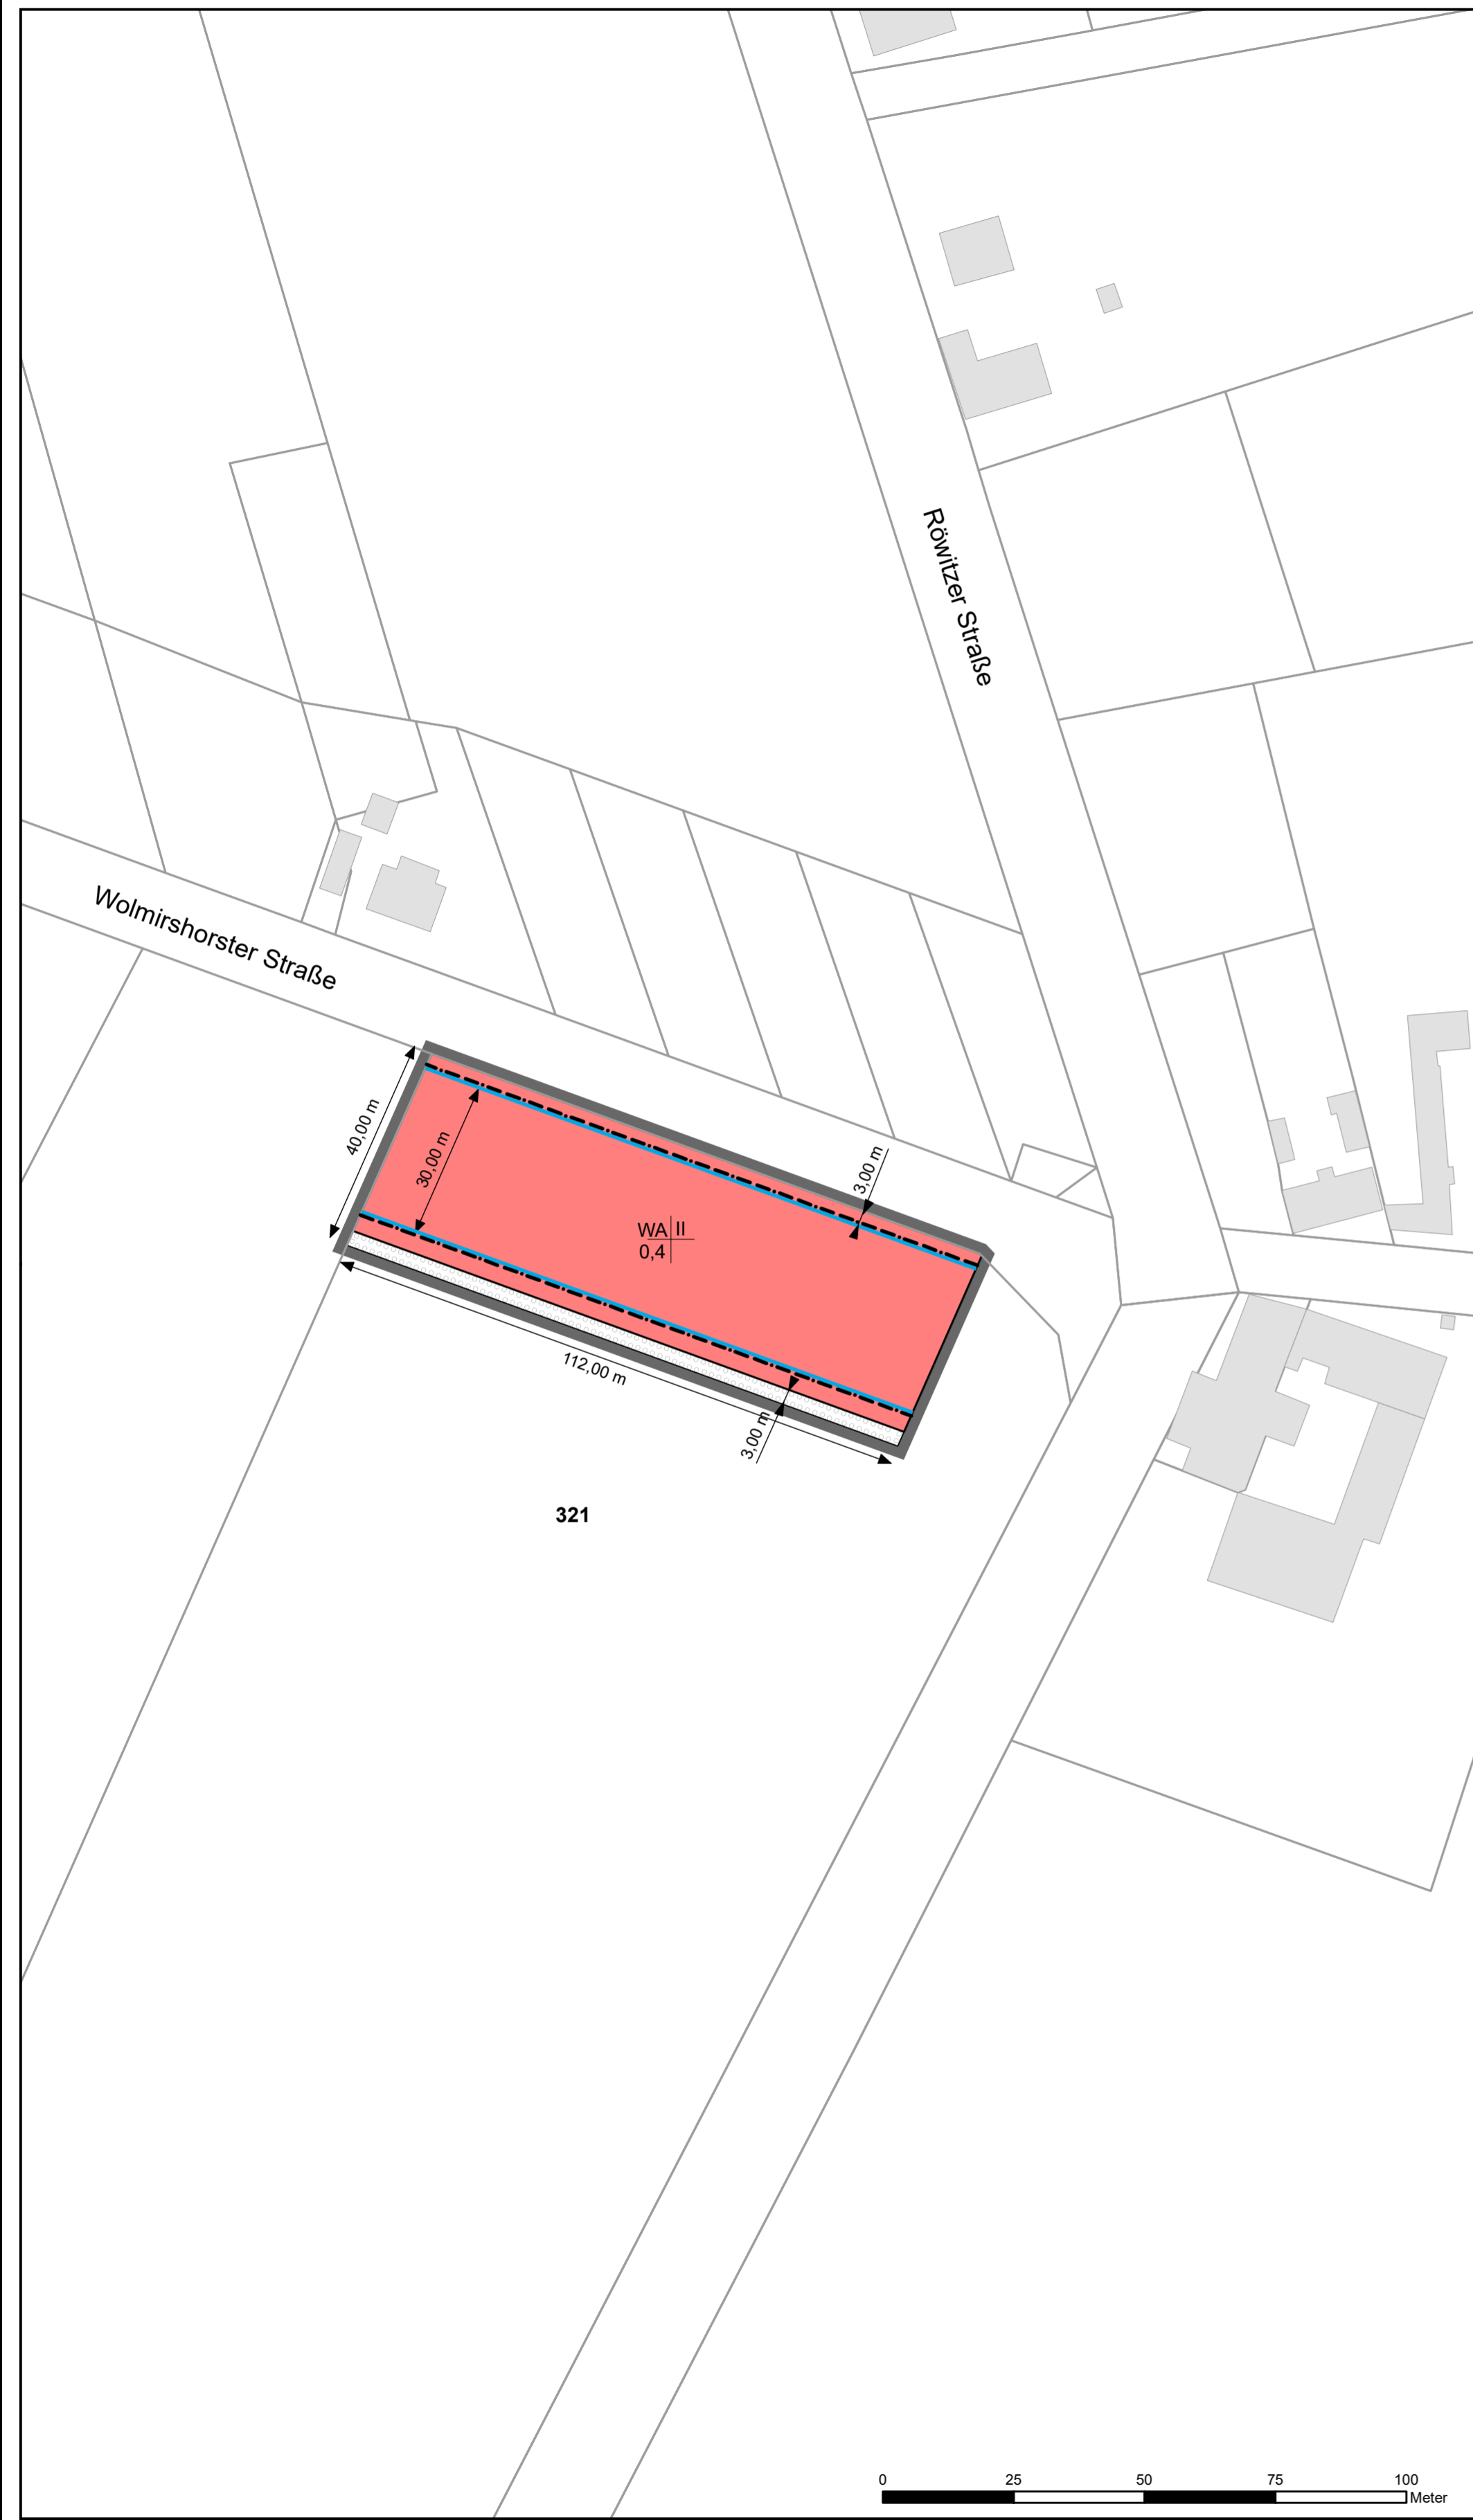 Röwitzer Straße
Wolmirshorster Straße
40,00 m
30,00 m
3,00 m
WA II
0,4
112,00 m
3,00 m
321
0 25 50 75 100
Meter